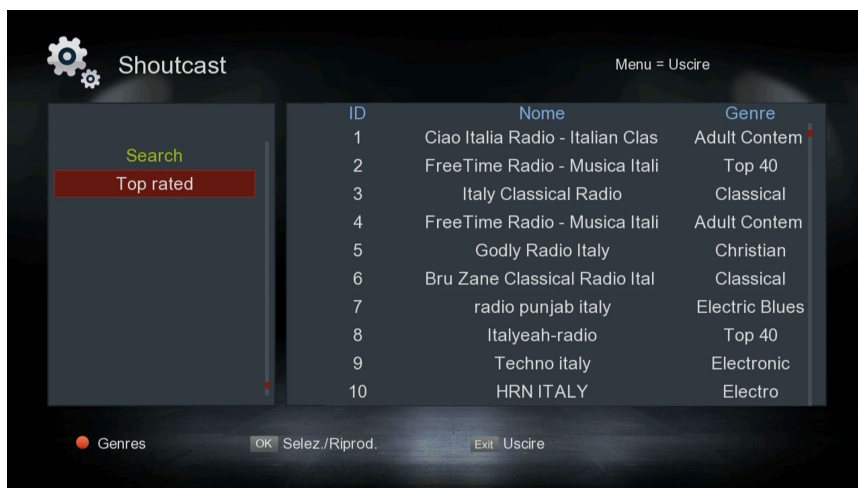 Shoutcast
Menu = Uscire
Search
Top rated
ID Nome Genre
1 Ciao Italia Radio - Italian Clas Adult Contem
2 FreeTime Radio - Musica Itali Top 40
3 Italy Classical Radio Classical
4 FreeTime Radio - Musica Itali Adult Contem
5 Godly Radio Italy Christian
6 Bru Zane Classical Radio Ital Classical
7 radio punjab italy Electric Blues
8 Italyeah-radio Top 40
9 Techno italy Electronic
10 HRN ITALY Electro
Genres OK Selez./Riprod. Exit Uscire